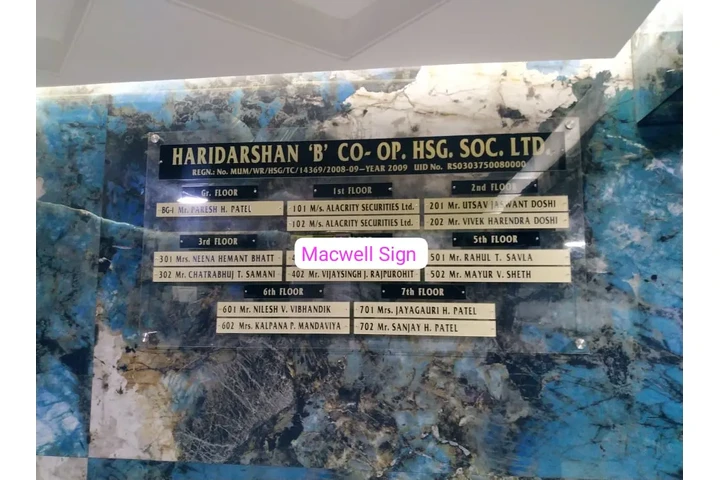 HARIDARSHAN 'B' CO-OP. HSG. SOC. LTD.
REGN.: No. MUM/WR/HSG/TC/14369/2008-09–YEAR 2009 UID No. RS0303750080000
Gr. FLOOR
BG-1 Mr. PARESH H. PATEL
1st FLOOR
101 M/s. ALACRITY SECURITIES Ltd.
102 M/s. ALACRITY SECURITIES Ltd.
2nd FLOOR
201 Mr. UTSAV JASWANT DOSHI
202 Mr. VIVEK HARENDRA DOSHI
3rd FLOOR
301 Mrs. NEENA HEMANT BHATT
302 Mr. CHATRABHUJ T. SAMANI
Macwell Sign
402 Mr. VIJAYSINGH J. RAJPUROHIT
5th FLOOR
501 Mr. RAHUL T. SAVLA
502 Mr. MAYUR V. SHETH
6th FLOOR
601 Mr. NILESH V. VIBHANDIK
602 Mrs. KALPANA P. MANDAVIYA
7th FLOOR
701 Mrs. JAYAGAURI H. PATEL
702 Mr. SANJAY H. PATEL